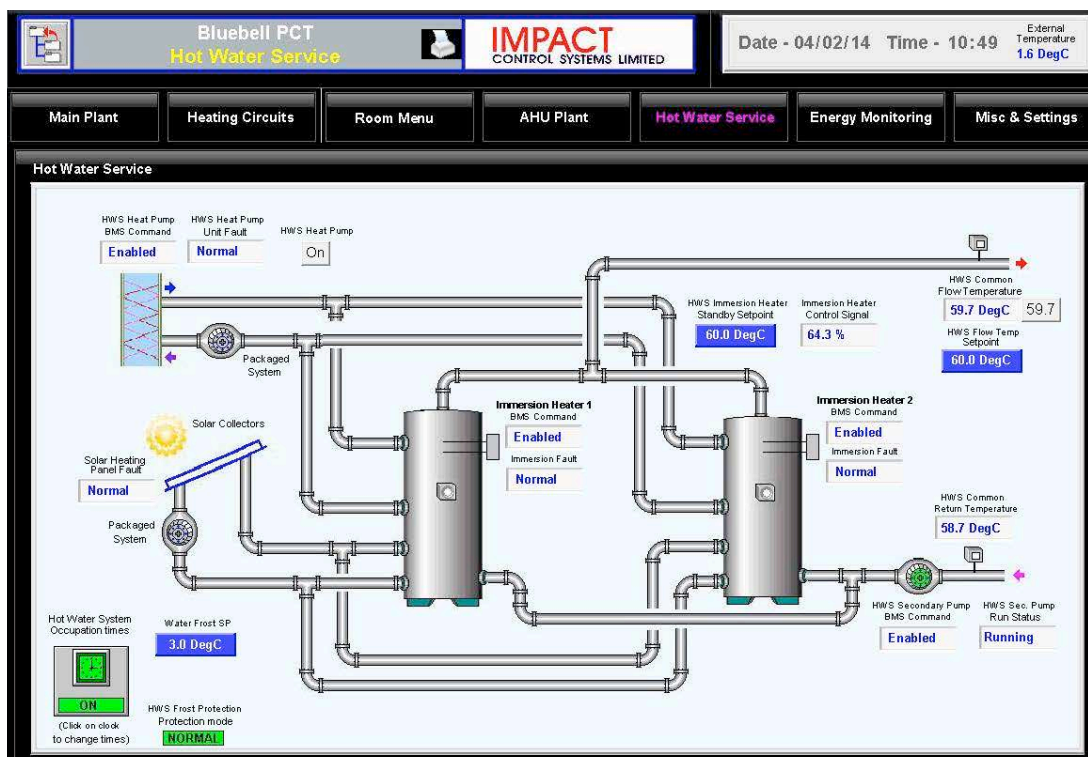 Bluebell PCT
Hot Water Service
IMPACT
CONTROL SYSTEMS LIMITED
Date - 04/02/14 Time - 10:49
External
Temperature
1.6 DegC
Main Plant
Heating Circuits
Room Menu
AHU Plant
Hot Water Service
Energy Monitoring
Misc & Settings
Hot Water Service
HWS Heat Pump
BMS Command
Enabled
HWS Heat Pump
Unit Fault
Normal
HWS Heat Pump
On
Packaged
System
HWS Immersion Heater
Standby Setpoint
60.0 DegC
Immersion Heater
Control Signal
64.3 %
HWS Common
Flow Temperature
59.7 DegC 59.7
HWS Flow Temp
Setpoint
60.0 DegC
Solar Collectors
Solar Heating
Panel Fault
Normal
Packaged
System
Immersion Heater 1
BMS Command
Enabled
Immersion Fault
Normal
Immersion Heater 2
BMS Command
Enabled
Immersion Fault
Normal
HWS Common
Return Temperature
58.7 DegC
HWS Secondary Pump
BMS Command
Enabled
HWS Sec. Pump
Run Status
Running
Hot Water System
Occupation times
ON
(Click on clock
to change times)
Water Frost SP
3.0 DegC
HWS Frost Protection
Protection mode
NORMAL